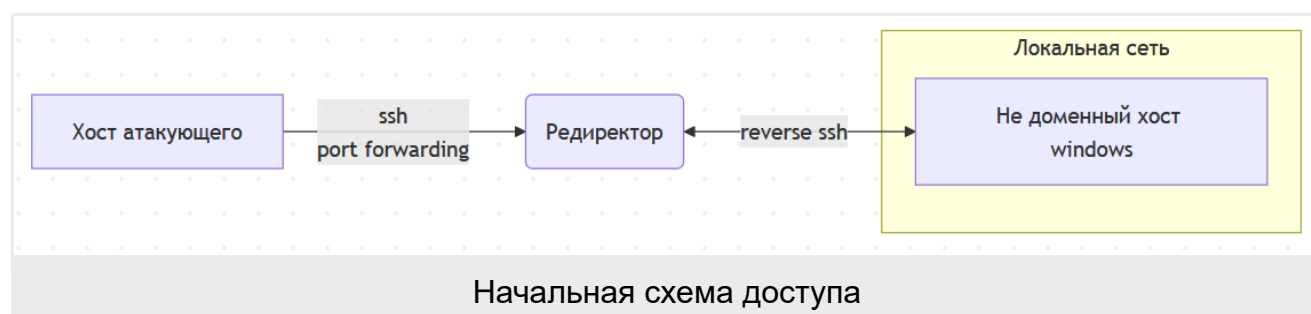 Локальная сеть
Хост атакующего
ssh
port forwarding
Редиректор
reverse ssh
Не доменный хост
windows
Начальная схема доступа